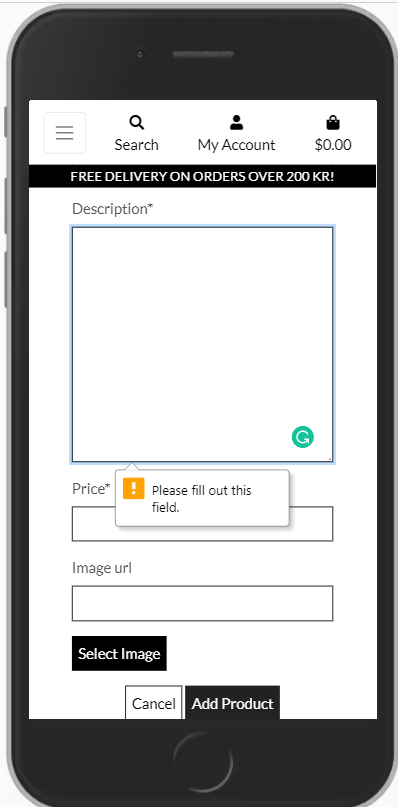 Search
My Account
$0.00
FREE DELIVERY ON ORDERS OVER 200 KR!
Description*
Price*
Please fill out this
field.
Image url
Select Image
Cancel
Add Product